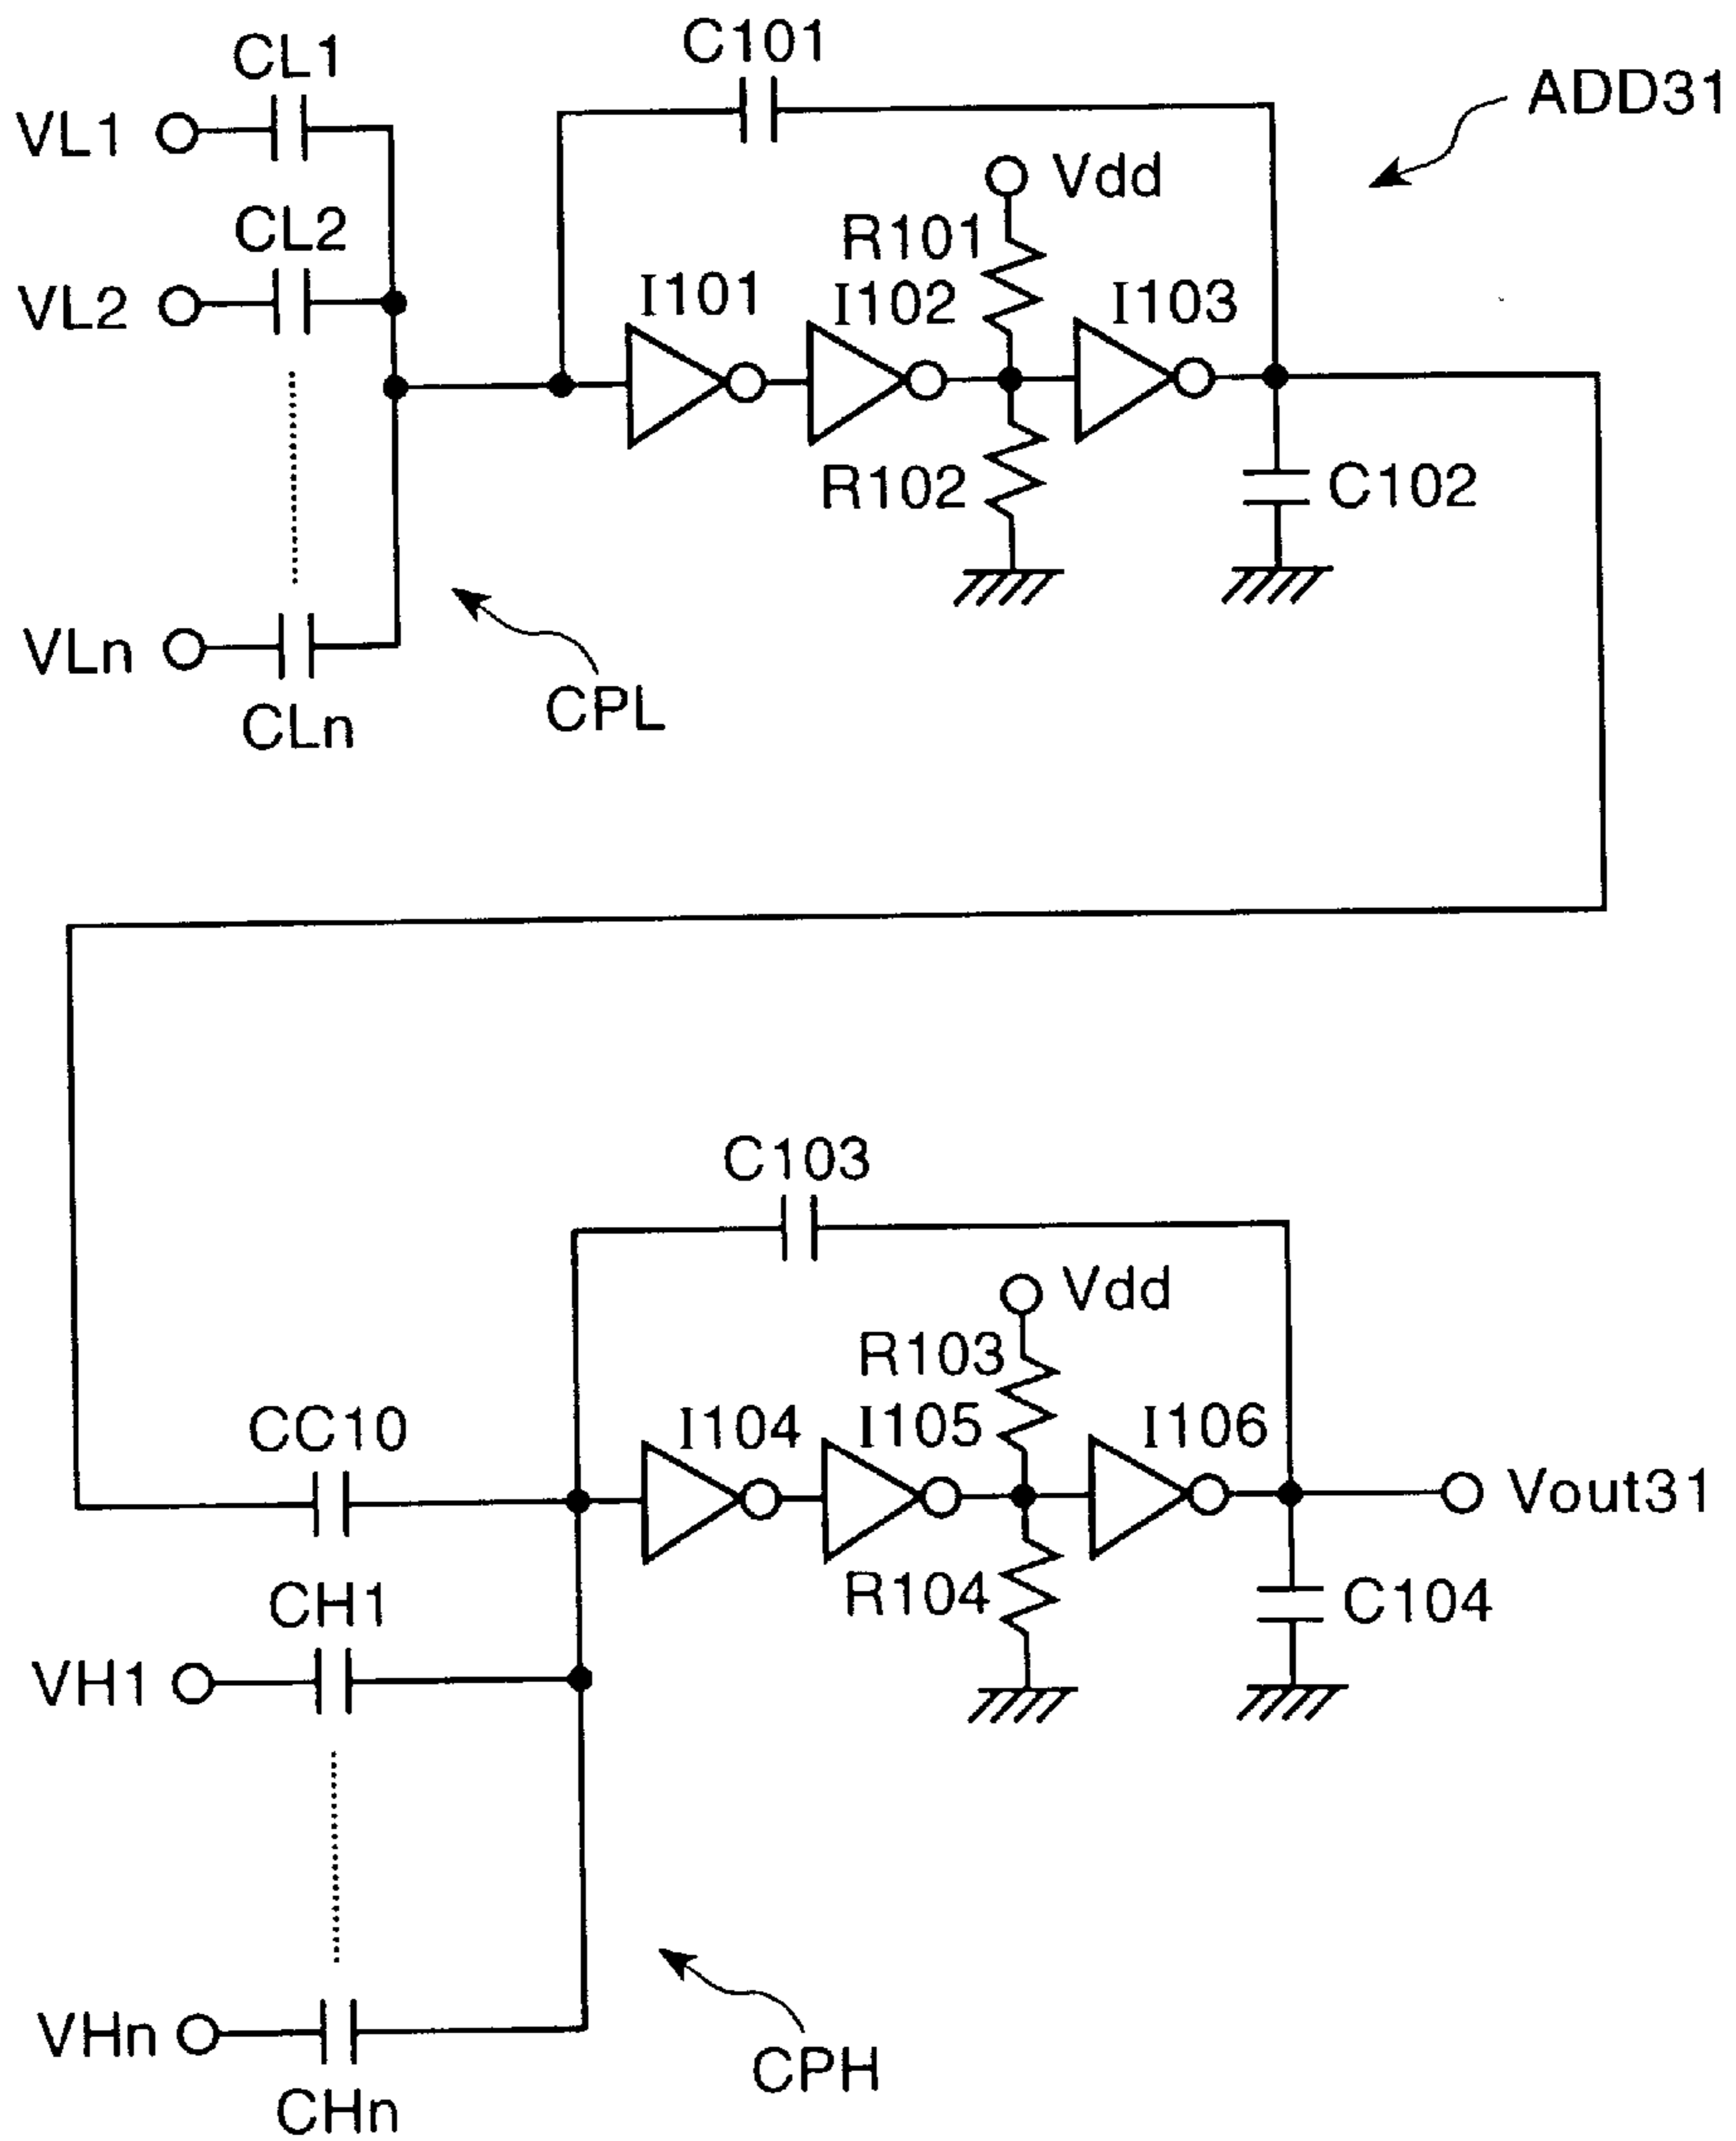 C101
CL1
ADD31
VL1
Vdd
CL2
R101
I101
I102
I103
VL2
R102
C102
VLn
CPL
CLn
C103
Vdd
R103
CC10
I104
I105
I106
Vout31
CH1
R104
C104
VH1
VHn
CPH
CHn